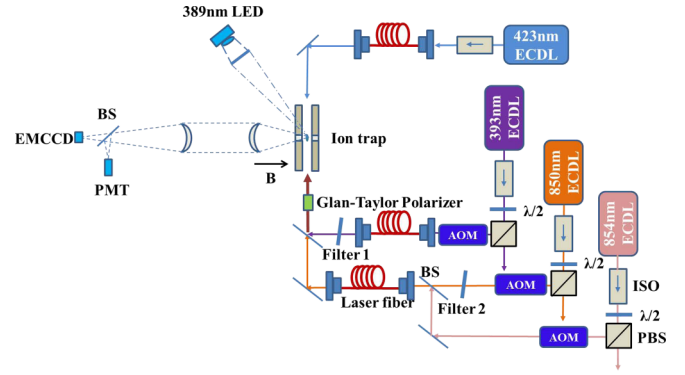 389nm LED
423nm
ECDL
BS
EMCCD
PMT
Ion trap
B
Glan-Taylor Polarizer
393nm
ECDL
850nm
ECDL
854nm
ECDL
λ/2
AOM
Filter 1
Laser fiber
BS
Filter 2
AOM
λ/2
ISO
λ/2
AOM
PBS